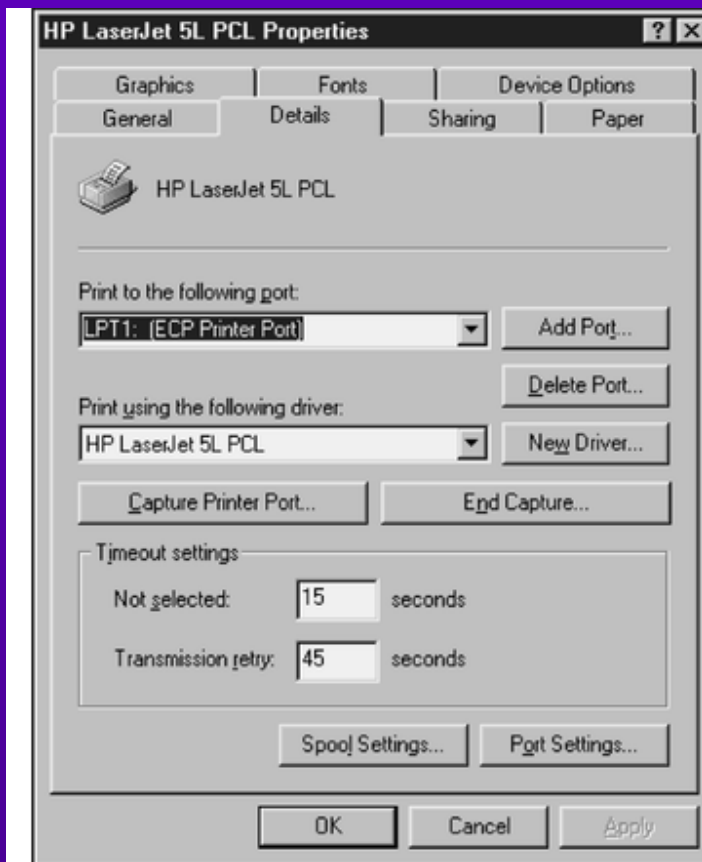 HP LaserJet 5L PCL Properties
Graphics Fonts Device Options
General Details Sharing Paper
HP LaserJet 5L PCL
Print to the following port:
LPT1: (ECP Printer Port) Add Port...
Delete Port...
Print using the following driver:
HP LaserJet 5L PCL New Driver...
Capture Printer Port... End Capture...
Timeout settings
Not selected: 15 seconds
Transmission retry: 45 seconds
Spool Settings... Port Settings...
OK Cancel Apply